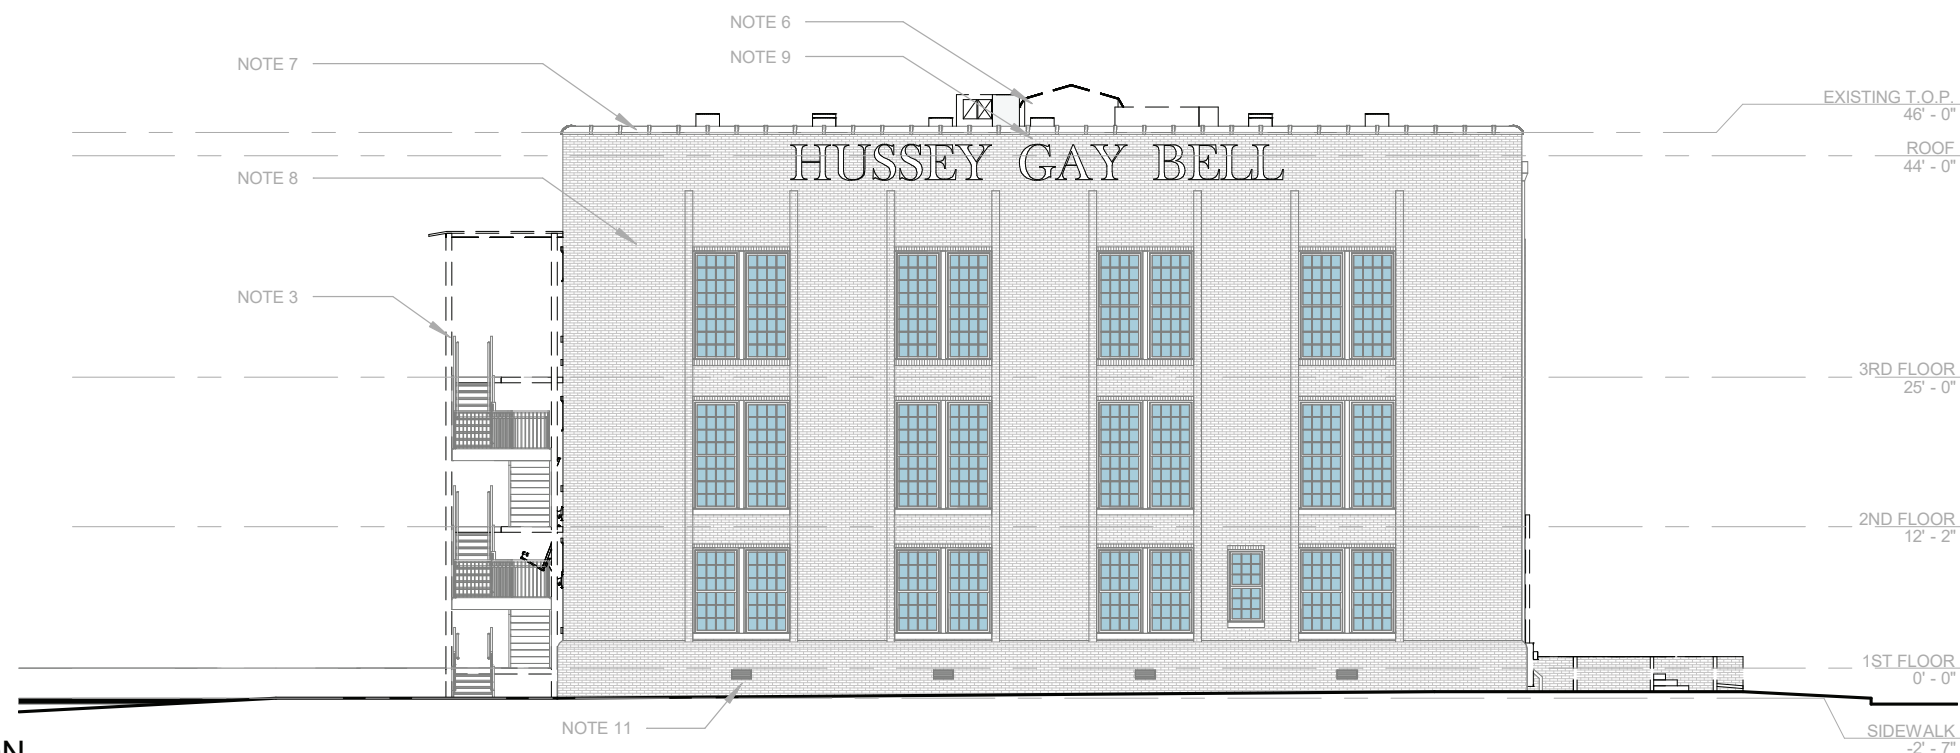 NOTE 6
NOTE 7
NOTE 9
EXISTING T.O.P.
46' - 0"
ROOF
44' - 0"
HUSSEY GAY BELL
NOTE 8
NOTE 3
3RD FLOOR
25' - 0"
2ND FLOOR
12' - 2"
1ST FLOOR
0' - 0"
NOTE 11
SIDEWALK
-2' - 7"